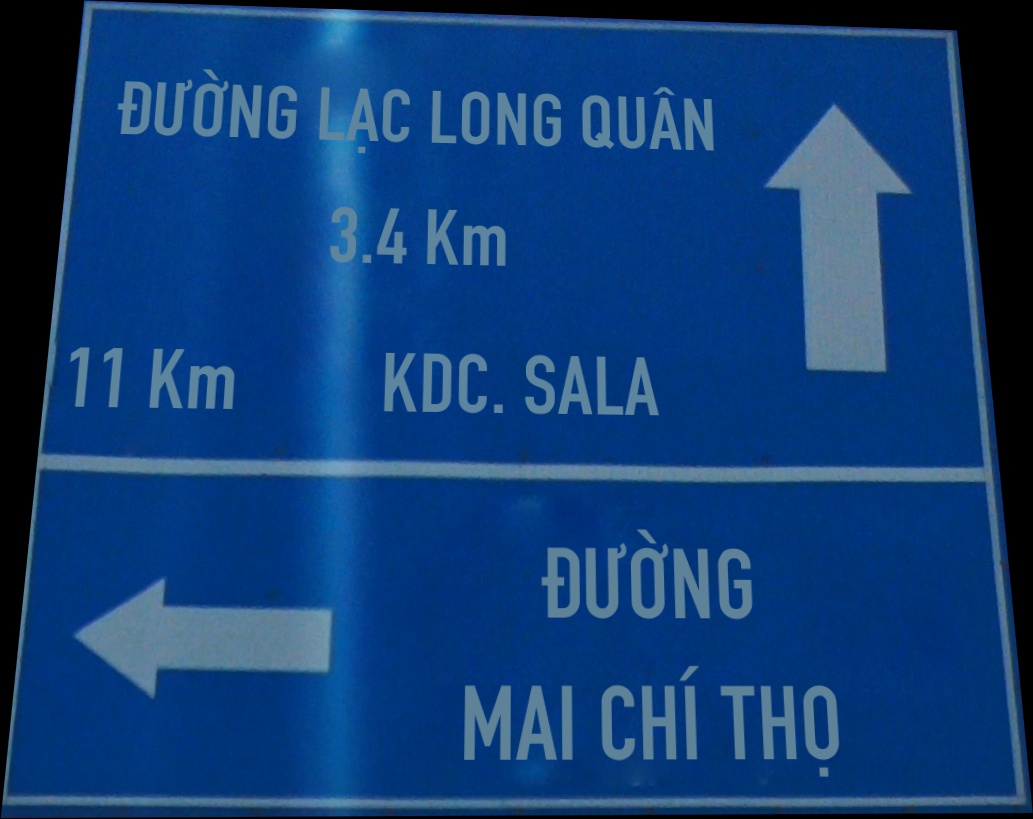 ĐƯỜNG LẠC LONG QUÂN
3.4 Km
11 Km KDC. SALA
ĐƯỜNG
MAI CHÍ THỌ